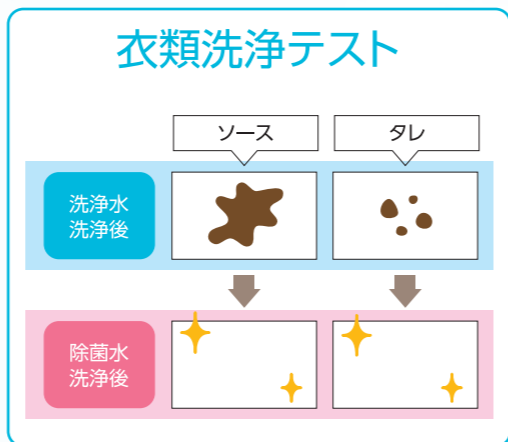 衣類洗浄テスト
ソース
タレ
洗浄水
洗浄後
除菌水
洗浄後